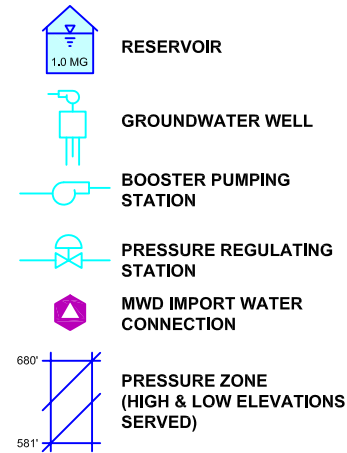 1.0 MG
RESERVOIR
GROUNDWATER WELL
BOOSTER PUMPING
STATION
PRESSURE REGULATING
STATION
MWD IMPORT WATER
CONNECTION
680'
PRESSURE ZONE
(HIGH & LOW ELEVATIONS
SERVED)
581'